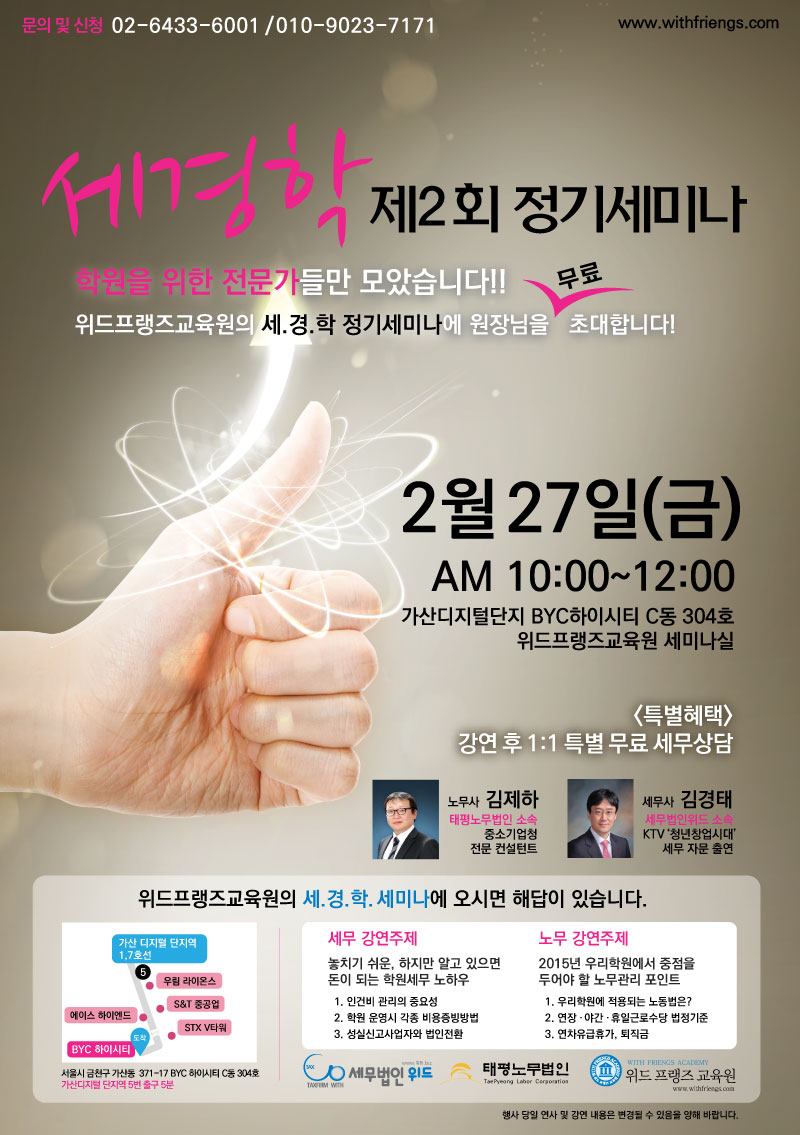 문의 및 신청 02-6433-6001 /010-9023-7171
www.withfriengs.com
세경학 제2회 정기세미나
학원을 위한 전문가들만 모았습니다!!
무료
위드프랭즈교육원의 세.경.학 정기세미나에 원장님을 초대합니다!
2월 27일(금)
AM 10:00~12:00
가산디지털단지 BYC하이시티 C동 304호
위드프랭즈교육원 세미나실
<특별혜택>
강연 후 1:1 특별 무료 세무상담
노무사 김제하
태평노무법인 소속
중소기업청
전문 컨설턴트
세무사 김경태
세무법인위드 소속
KTV '청년창업시대'
세무 자문 출연
위드프랭즈교육원의 세.경.학.세미나에 오시면 해답이 있습니다.
가산 디지털 단지역
1,7호선
5
우림 라이온스
S&T 중공업
에이스 하이엔드
STX V타워
도착
BYC 하이시티
서울시 금천구 가산동 371-17 BYC 하이시티 C동 304호
가산디지털 단지역 5번 출구 5분
세무 강연주제
놓치기 쉬운, 하지만 알고 있으면
돈이 되는 학원세무 노하우
1. 인건비 관리의 중요성
2. 학원 운영시 각종 비용증빙방법
3. 성실신고사업자와 법인전환
노무 강연주제
2015년 우리학원에서 중점을
두어야 할 노무관리 포인트
1. 우리학원에 적용되는 노동법은?
2. 연장·야간·휴일근로수당 법정기준
3. 연차유급휴가, 퇴직금
TAX
TAXFIRM WITH
세무법인 위드
태평노무법인
TaePyeong Labor Corporation
WITH FRIENGS ACADEMY
위드 프랭즈 교육원
www.withfriengs.com
행사 당일 연사 및 강연 내용은 변경될 수 있음을 양해 바랍니다.